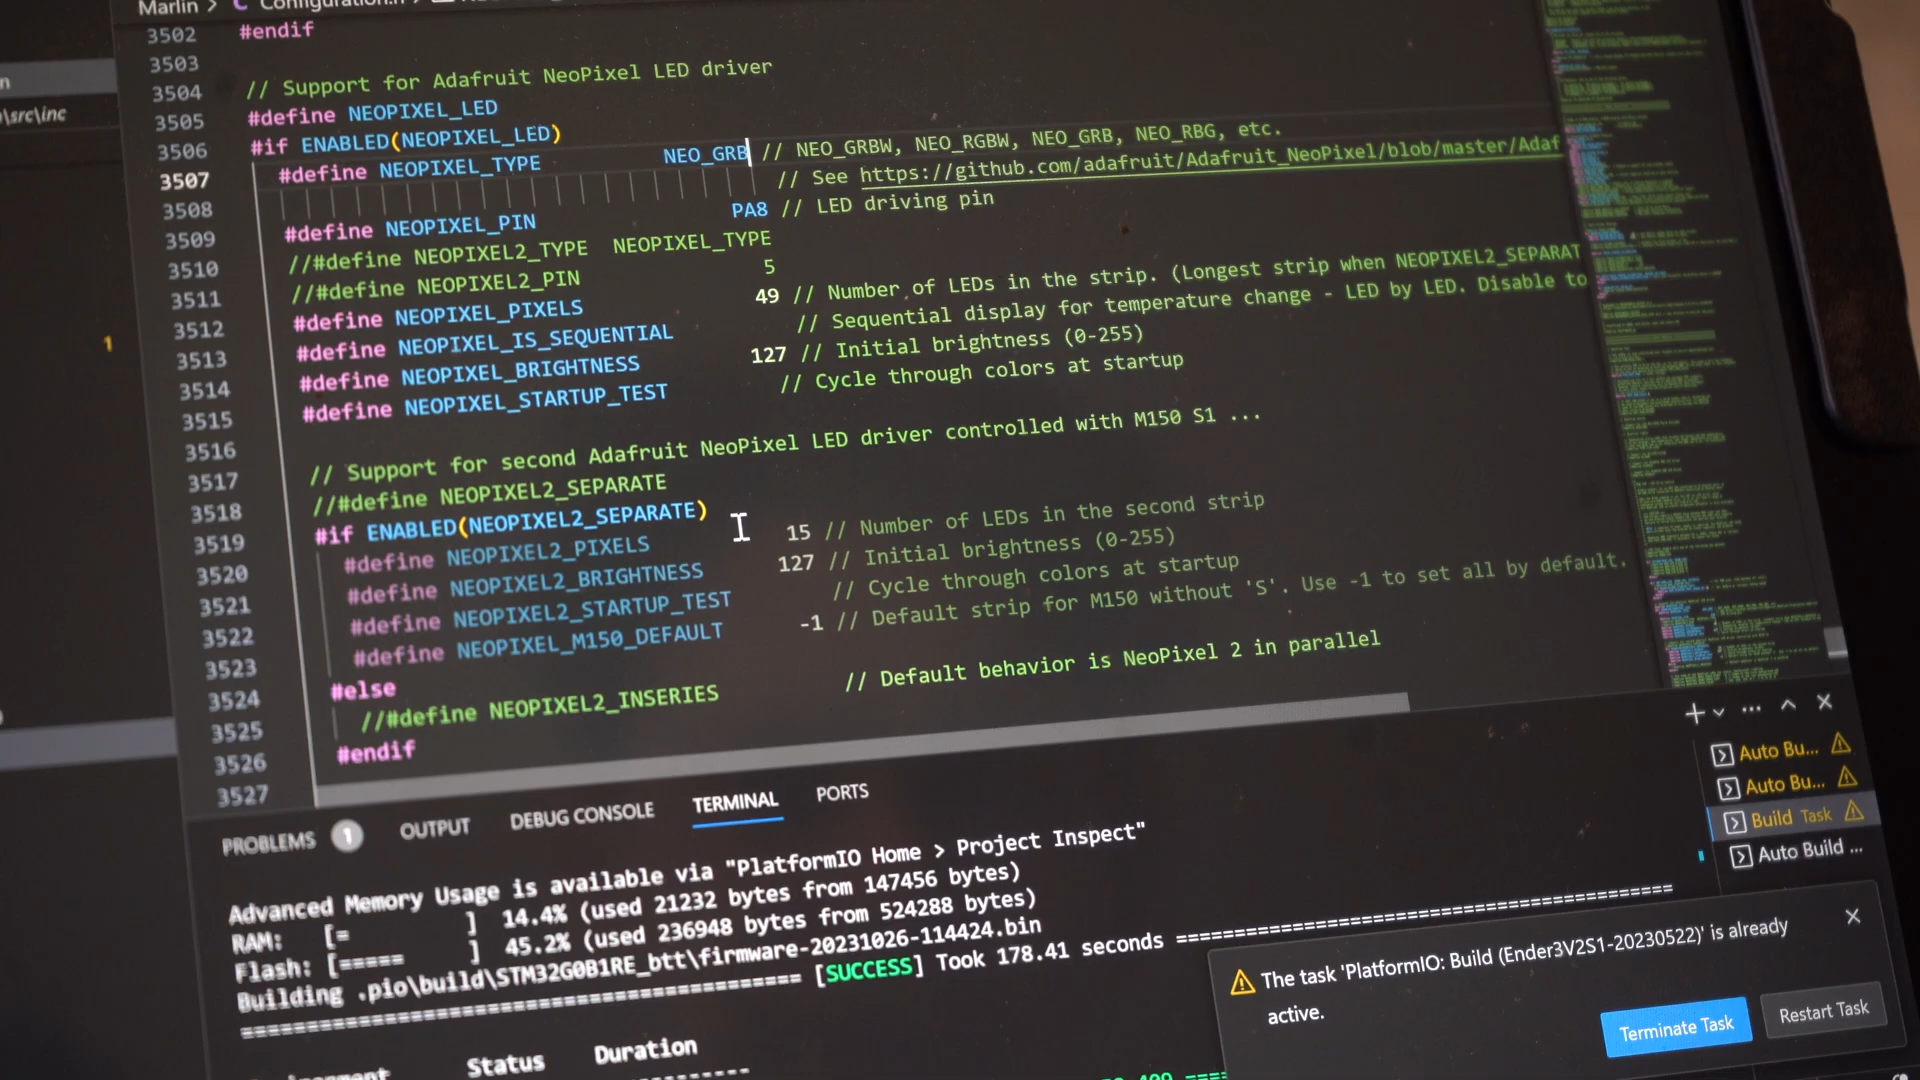 Marlin > C Configuration.h >
3502 #endif
3503
3504 // Support for Adafruit NeoPixel LED driver
3505 #define NEOPIXEL_LED
3506 #if ENABLED(NEOPIXEL_LED)
3507 #define NEOPIXEL_TYPE NEO_GRB // NEO_GRBW, NEO_RGBW, NEO_GRB, NEO_RBG, etc.
3508 // See https://github.com/adafruit/Adafruit_NeoPixel/blob/master/Adaf
3509 #define NEOPIXEL_PIN PA8 // LED driving pin
3510 //#define NEOPIXEL2_TYPE NEOPIXEL_TYPE
3511 //#define NEOPIXEL2_PIN 5
3512 #define NEOPIXEL_PIXELS 49 // Number of LEDs in the strip. (Longest strip when NEOPIXEL2_SEPARAT
3513 #define NEOPIXEL_IS_SEQUENTIAL // Sequential display for temperature change - LED by LED. Disable to
3514 #define NEOPIXEL_BRIGHTNESS 127 // Initial brightness (0-255)
3515 #define NEOPIXEL_STARTUP_TEST // Cycle through colors at startup
3516
3517 // Support for second Adafruit NeoPixel LED driver controlled with M150 S1 ...
3518 //#define NEOPIXEL2_SEPARATE
3519 #if ENABLED(NEOPIXEL2_SEPARATE)
3520 #define NEOPIXEL2_PIXELS 15 // Number of LEDs in the second strip
3521 #define NEOPIXEL2_BRIGHTNESS 127 // Initial brightness (0-255)
3522 #define NEOPIXEL2_STARTUP_TEST // Cycle through colors at startup
3523 #define NEOPIXEL_M150_DEFAULT -1 // Default strip for M150 without 'S'. Use -1 to set all by default.
3524 #else
3525 //#define NEOPIXEL2_INSERIES // Default behavior is NeoPixel 2 in parallel
3526 #endif
3527
\src\inc
1
PROBLEMS 1 OUTPUT DEBUG CONSOLE TERMINAL PORTS
Auto Bu...
Auto Bu...
Build Task
Auto Build ...
Advanced Memory Usage is available via "PlatformIO Home > Project Inspect"
RAM: [= ] 14.4% (used 21232 bytes from 147456 bytes)
Flash: [===== ] 45.2% (used 236948 bytes from 524288 bytes)
Building .pio\build\STM32G0B1RE_btt\firmware-20231026-114424.bin
[SUCCESS] Took 178.41 seconds
Status Duration
The task 'PlatformIO: Build (Ender3V2S1-20230522)' is already
active.
Terminate Task Restart Task